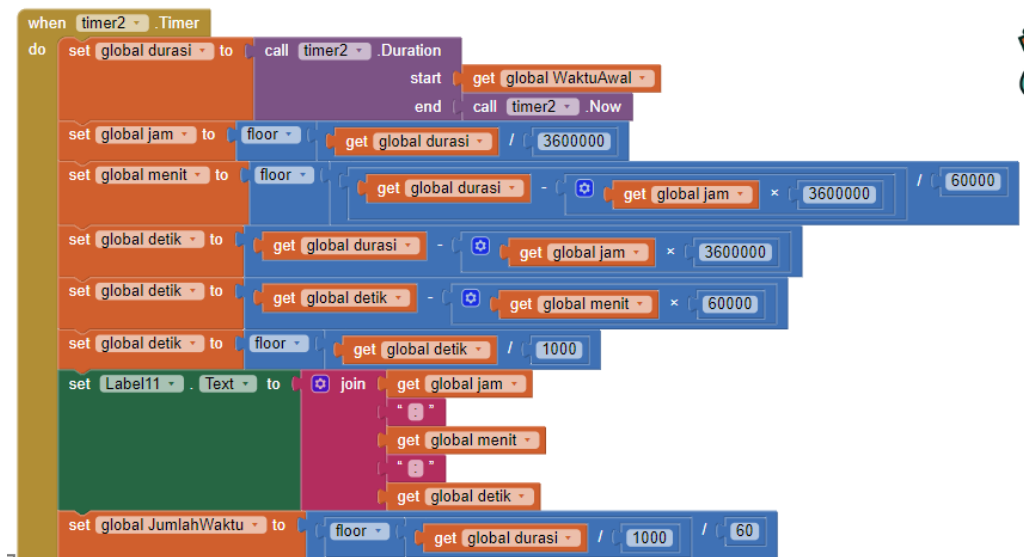 when timer2 .Timer
do set global durasi to call timer2 .Duration
start get global WaktuAwal
end call timer2 .Now
set global jam to floor get global durasi / 3600000
set global menit to floor get global durasi - get global jam × 3600000 / 60000
set global detik to get global durasi - get global jam × 3600000
set global detik to get global detik - get global menit × 60000
set global detik to floor get global detik / 1000
set Label11 . Text to join get global jam
" : "
get global menit
" : "
get global detik
set global JumlahWaktu to floor get global durasi / 1000 / 60